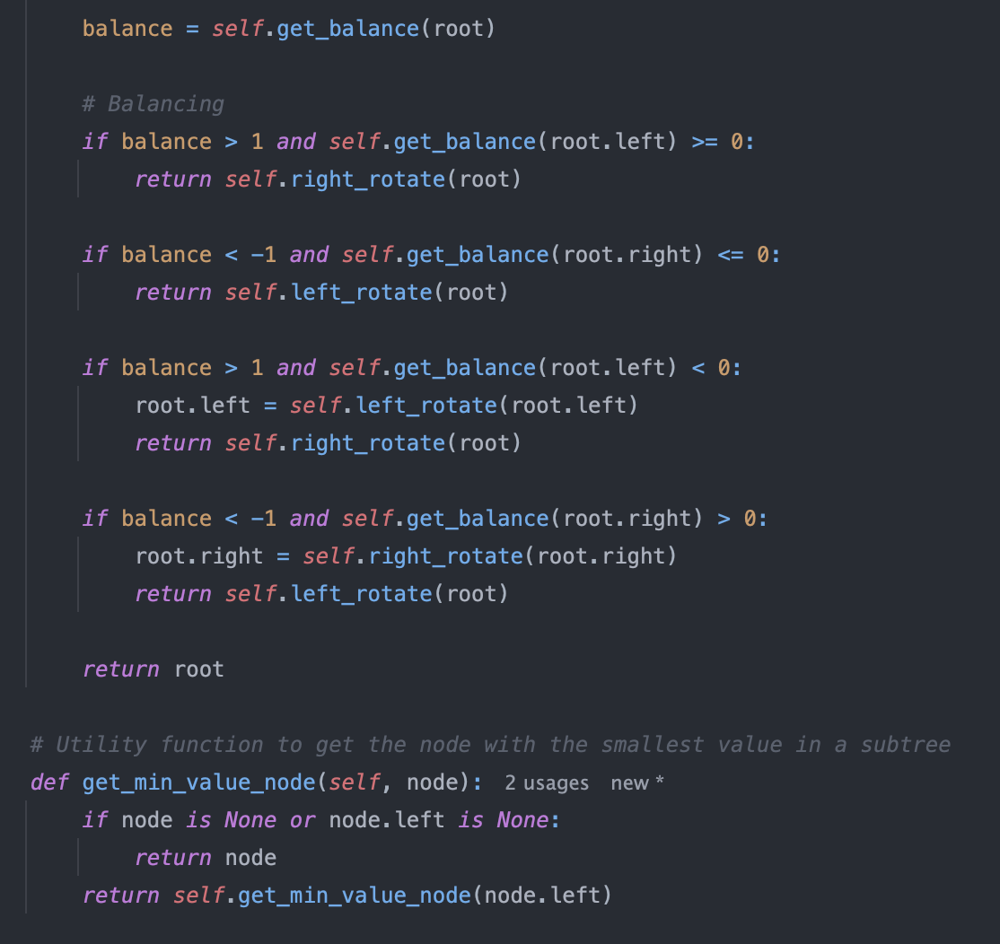 balance = self.get_balance(root)
# Balancing
if balance > 1 and self.get_balance(root.left) >= 0:
return self.right_rotate(root)
if balance < -1 and self.get_balance(root.right) <= 0:
return self.left_rotate(root)
if balance > 1 and self.get_balance(root.left) < 0:
root.left = self.left_rotate(root.left)
return self.right_rotate(root)
if balance < -1 and self.get_balance(root.right) > 0:
root.right = self.right_rotate(root.right)
return self.left_rotate(root)
return root
# Utility function to get the node with the smallest value in a subtree
def get_min_value_node(self, node): 2 usages new *
if node is None or node.left is None:
return node
return self.get_min_value_node(node.left)